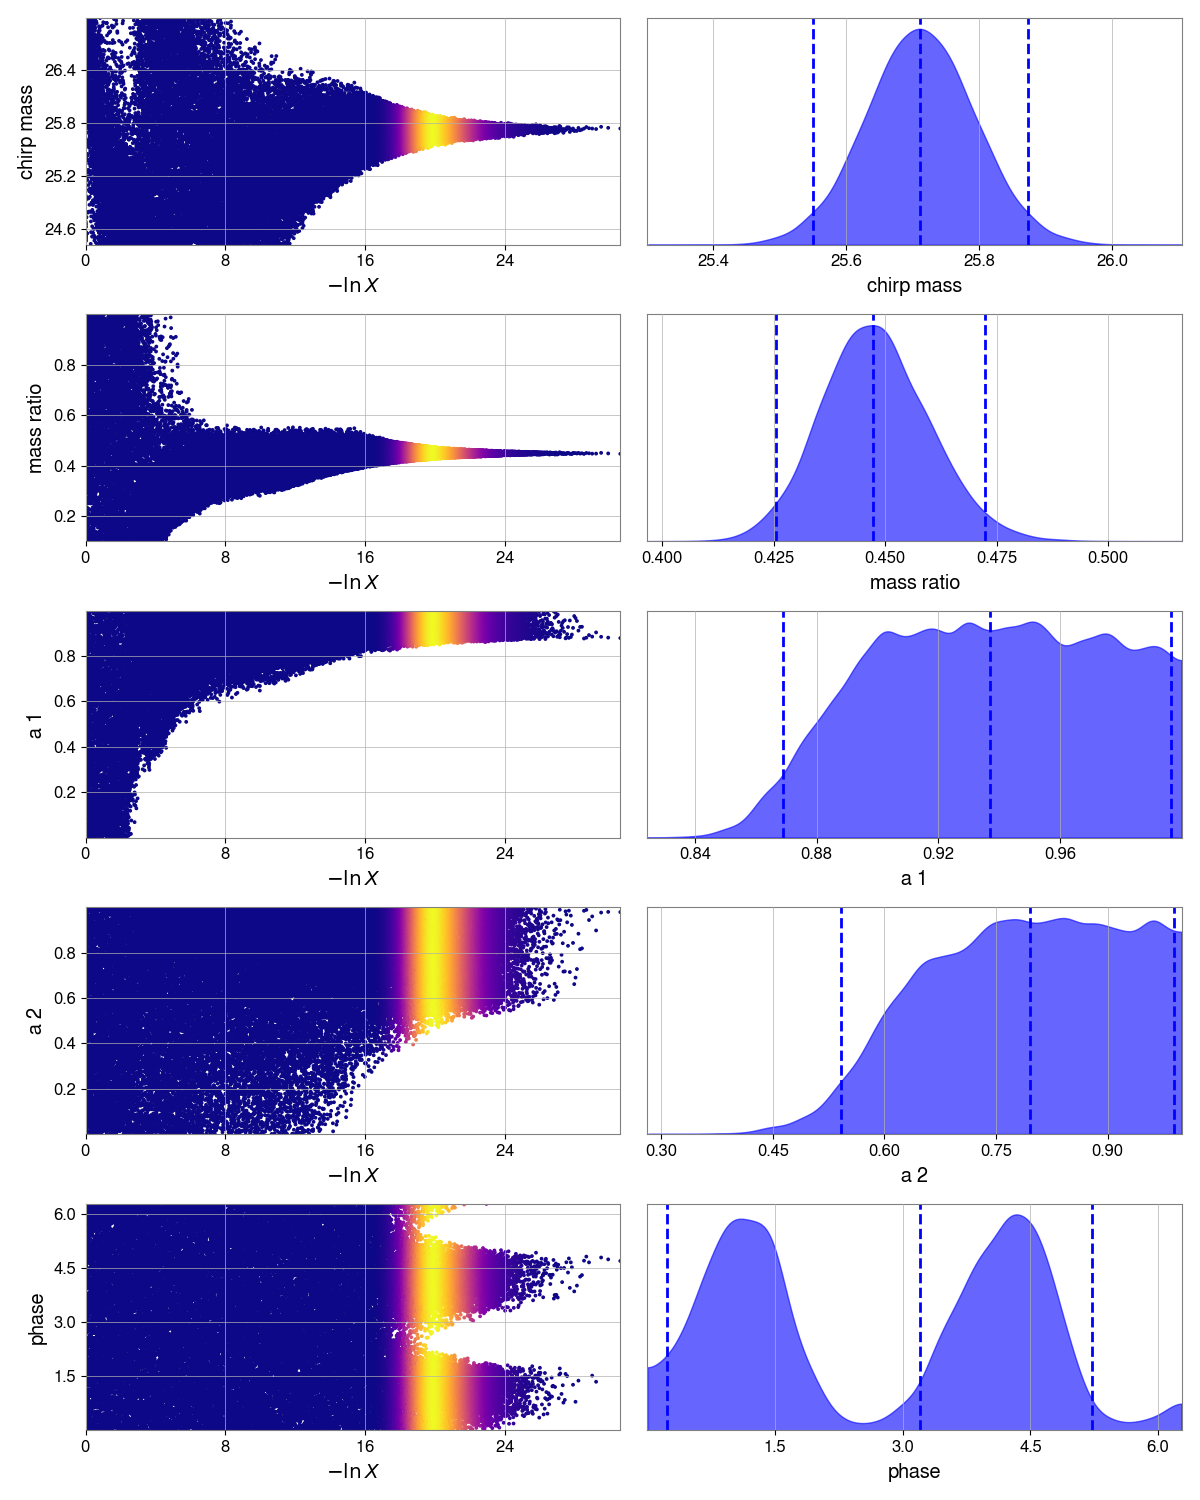 26.4
25.8
25.2
24.6
chirp mass
0 8 16 24
−ln X
25.4 25.6 25.8 26.0
chirp mass
0.8
0.6
0.4
0.2
mass ratio
0 8 16 24
−ln X
0.400 0.425 0.450 0.475 0.500
mass ratio
0.8
0.6
0.4
0.2
a 1
0 8 16 24
−ln X
0.84 0.88 0.92 0.96
a 1
0.8
0.6
0.4
0.2
a 2
0 8 16 24
−ln X
0.30 0.45 0.60 0.75 0.90
a 2
6.0
4.5
3.0
1.5
phase
0 8 16 24
−ln X
1.5 3.0 4.5 6.0
phase